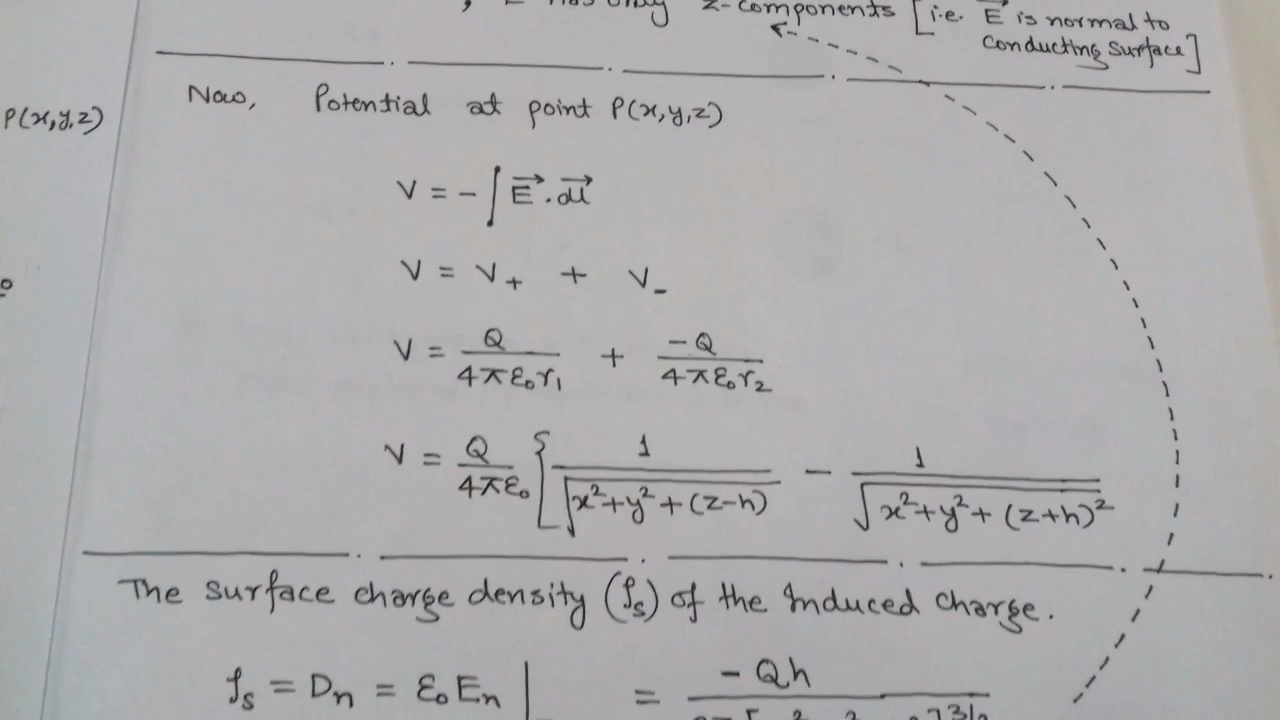 z-components [i.e. E⃗ is normal to
conducting surface]
P(x,y,z)
Now, Potential at point P(x,y,z)
V = - ∫ E⃗ . dl⃗
V = V₊ + V₋
V = Q/4πε₀r₁ + -Q/4πε₀r₂
V = Q/4πε₀ [ 1/√x²+y²+(z-h) - 1/√x²+y²+(z+h)²
The surface charge density (ρs) of the Induced charge.
ρs = Dn = ε₀En | = -Qh